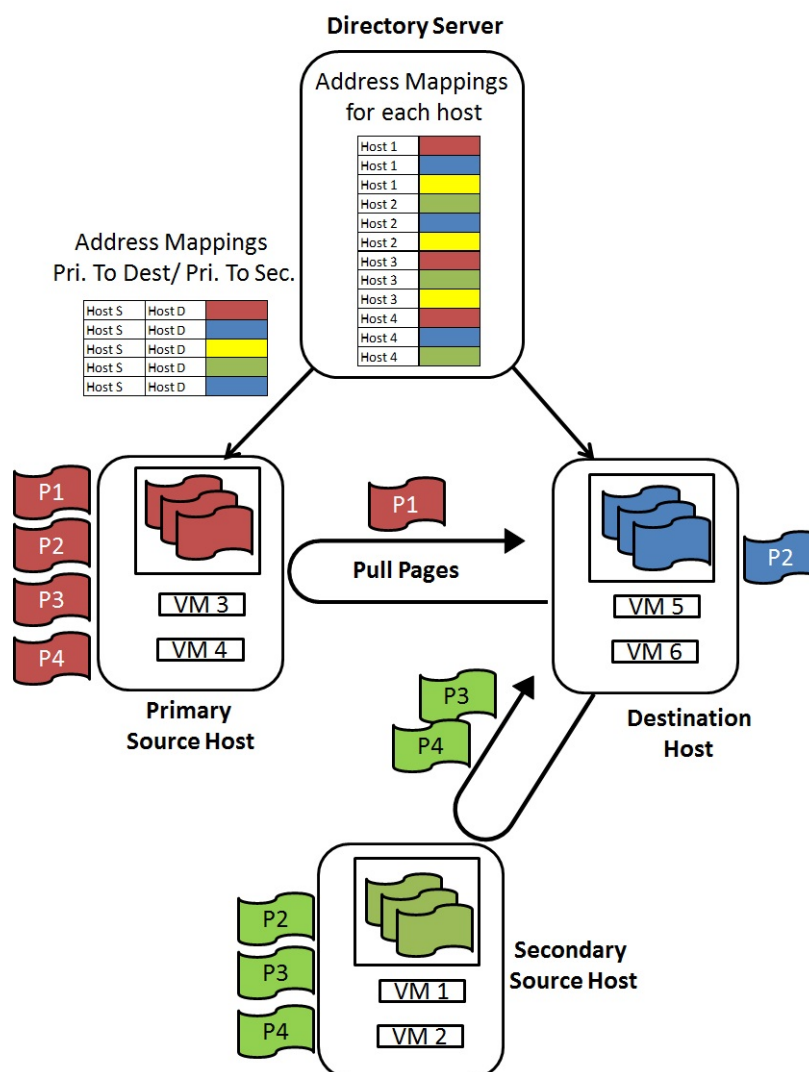 Directory Server
Address Mappings
for each host
Host 1
Host 1
Host 1
Host 2
Host 2
Host 2
Host 3
Host 3
Host 3
Host 4
Host 4
Host 4
Address Mappings
Pri. To Dest/ Pri. To Sec.
Host S Host D
Host S Host D
Host S Host D
Host S Host D
Host S Host D
P1
P2
P3
P4
VM 3
VM 4
Primary
Source Host
P1
Pull Pages
P2
VM 5
VM 6
Destination
Host
P3
P4
P2
P3
P4
VM 1
VM 2
Secondary
Source Host